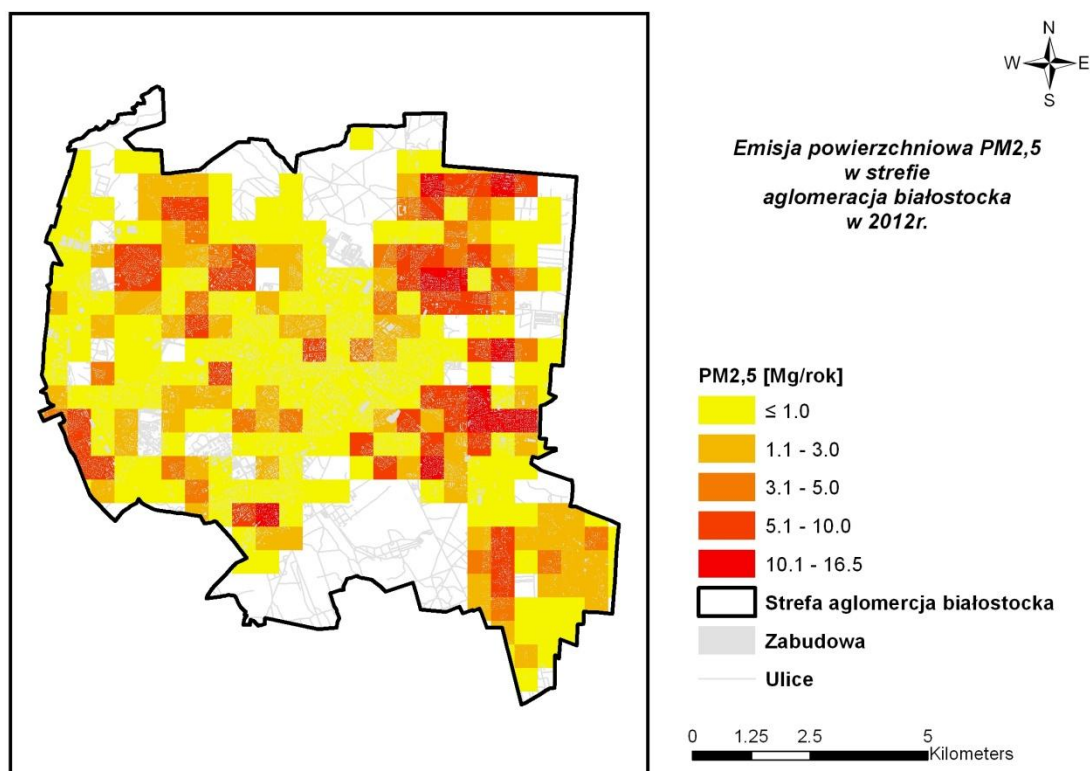 N
W E
S
Emisja powierzchniowa PM2,5
w strefie
aglomeracja białostocka
w 2012r.
PM2,5 [Mg/rok]
≤ 1.0
1.1 - 3.0
3.1 - 5.0
5.1 - 10.0
10.1 - 16.5
Strefa aglomercja białostocka
Zabudowa
Ulice
0 1.25 2.5 5
Kilometers